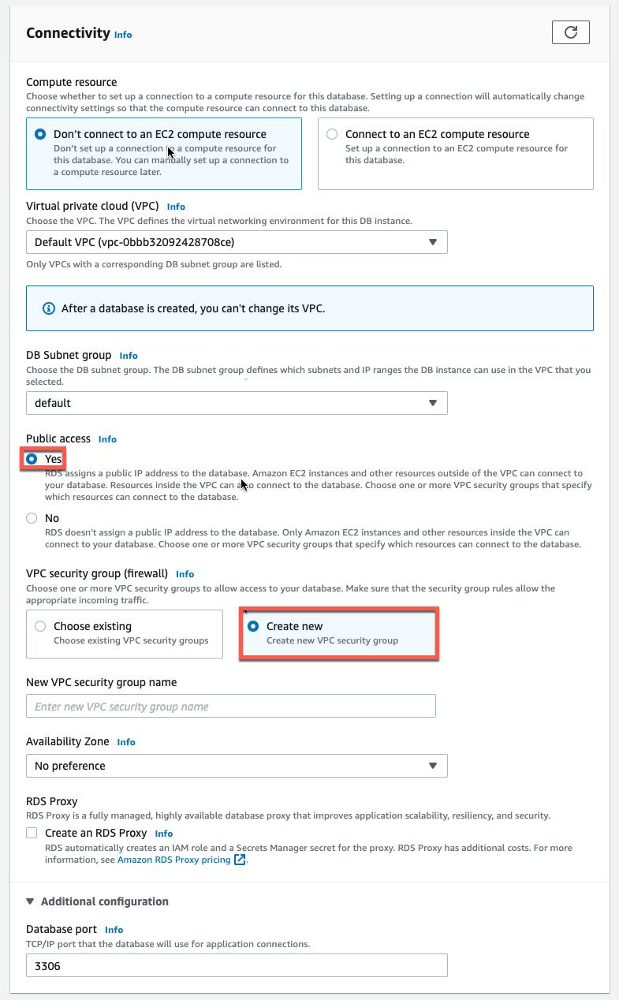 Connectivity Info
Compute resource
Choose whether to set up a connection to a compute resource for this database. Setting up a connection will automatically change
connectivity settings so that the compute resource can connect to this database.
Don't connect to an EC2 compute resource
Don't set up a connection to a compute resource for
this database. You can manually set up a connection to
a compute resource later.
Connect to an EC2 compute resource
Set up a connection to an EC2 compute resource for
this database.
Virtual private cloud (VPC) Info
Choose the VPC. The VPC defines the virtual networking environment for this DB instance.
Default VPC (vpc-0bbb32092428708ce)
Only VPCs with a corresponding DB subnet group are listed.
After a database is created, you can't change its VPC.
DB Subnet group Info
Choose the DB subnet group. The DB subnet group defines which subnets and IP ranges the DB instance can use in the VPC that you
selected.
default
Public access Info
Yes
RDS assigns a public IP address to the database. Amazon EC2 instances and other resources outside of the VPC can connect to
your database. Resources inside the VPC can also connect to the database. Choose one or more VPC security groups that specify
which resources can connect to the database.
No
RDS doesn't assign a public IP address to the database. Only Amazon EC2 instances and other resources inside the VPC can
connect to your database. Choose one or more VPC security groups that specify which resources can connect to the database.
VPC security group (firewall) Info
Choose one or more VPC security groups to allow access to your database. Make sure that the security group rules allow the
appropriate incoming traffic.
Choose existing
Choose existing VPC security groups
Create new
Create new VPC security group
New VPC security group name
Enter new VPC security group name
Availability Zone Info
No preference
RDS Proxy
RDS Proxy is a fully managed, highly available database proxy that improves application scalability, resiliency, and security.
Create an RDS Proxy Info
RDS automatically creates an IAM role and a Secrets Manager secret for the proxy. RDS Proxy has additional costs. For more
information, see Amazon RDS Proxy pricing.
Additional configuration
Database port Info
TCP/IP port that the database will use for application connections.
3306